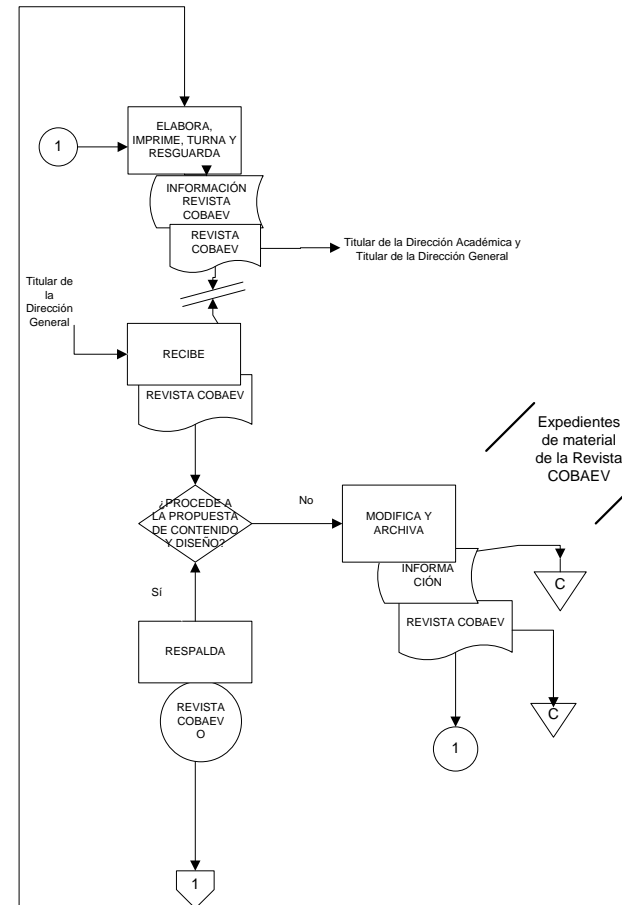 ELABORA,
IMPRIME, TURNA Y
RESGUARDA
1
INFORMACIÓN
REVISTA
COBAEV
REVISTA
COBAEV
Titular de la Dirección Académica y
Titular de la Dirección General
Titular de
la
Dirección
General
RECIBE
REVISTA COBAEV
Expedientes
de material
de la Revista
COBAEV
¿PROCEDE A
LA PROPUESTA
DE CONTENIDO
Y DISEÑO?
No
MODIFICA Y
ARCHIVA
INFORMA
CIÓN
C
Sí
REVISTA COBAEV
RESPALDA
C
REVISTA
COBAEV
O
1
1